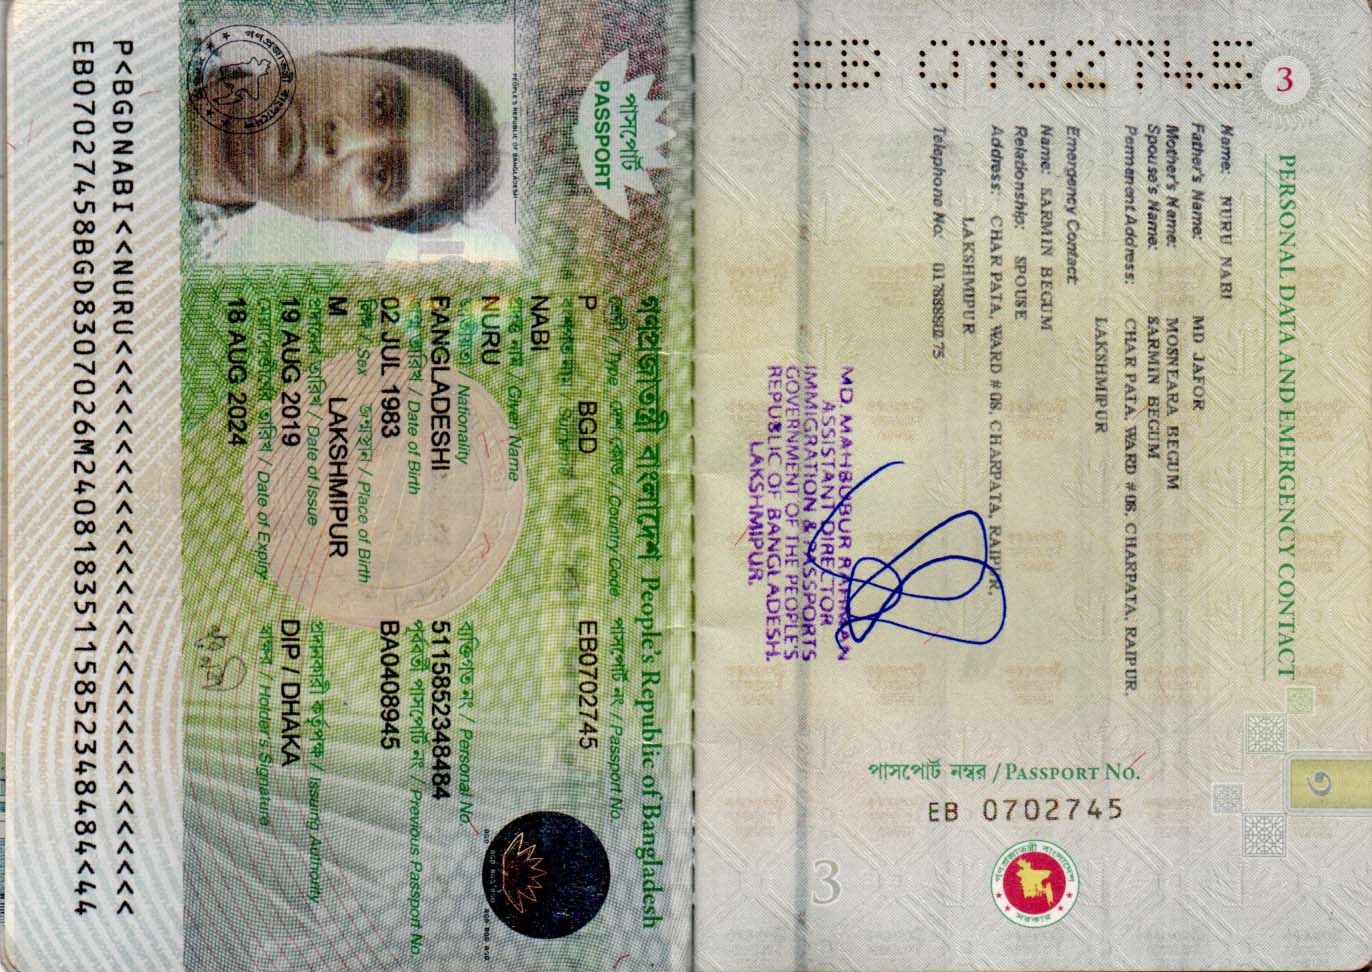 3
PERSONAL DATA AND EMERGENCY CONTACT
Name: NURU NABI
Father's Name: MD JAFOR
Mother's Name: MOSNEARA BEGUM
Spouse's Name: SARMIN BEGUM
Permanent Address: CHAR PATA, WARD # 08, CHARPATA, RAIPUR,
LAKSHMIPUR
Emergency Contact:
Name: SARMIN BEGUM
Relationship: SPOUSE
Address: CHAR PATA, WARD # 08, CHARPATA, RAIPUR,
LAKSHMIPUR
Telephone No:
MD. MAHBUBUR RAHMAN
ASSISTANT DIRECTOR
IMMIGRATION & PASSPORTS
GOVERNMENT OF THE PEOPLE'S
REPUBLIC OF BANGLADESH.
LAKSHMIPUR.
পাসপোর্ট নম্বর / PASSPORT No.
EB 0702745
EB 0702745
3
পাসপোর্ট
PASSPORT
গণপ্রজাতন্ত্রী বাংলাদেশ People's Republic of Bangladesh
শ্রেণী / Type দেশ কোড / Country Code পাসপোর্ট নং / Passport No.
P BGD EB0702745
বংশগত নাম / Surname
NABI
প্রদত্ত নাম / Given Name
NURU
জাতীয়তা / Nationality ব্যক্তিগত নং / Personal No.
BANGLADESHI 5115852348484
জন্ম তারিখ / Date of Birth পূর্ববর্তী পাসপোর্ট নং / Previous Passport No.
02 JUL 1983 BA0408945
লিঙ্গ / Sex জন্মস্থান / Place of Birth
M LAKSHMIPUR
প্রদানের তারিখ / Date of Issue প্রদানকারী কর্তৃপক্ষ / Issuing Authority
19 AUG 2019 DIP / DHAKA
মেয়াদোত্তীর্ণের তারিখ / Date of Expiry স্বাক্ষর / Holder's Signature
18 AUG 2024
নুর নবী
PEOPLE'S REPUBLIC OF BANGLADESH
P<BGDNABI<<NURU<<<<<<<<<<<<<<<<<<<<<<<<<<<<<
EB07027458BGD8307026M24081835115852348484<44